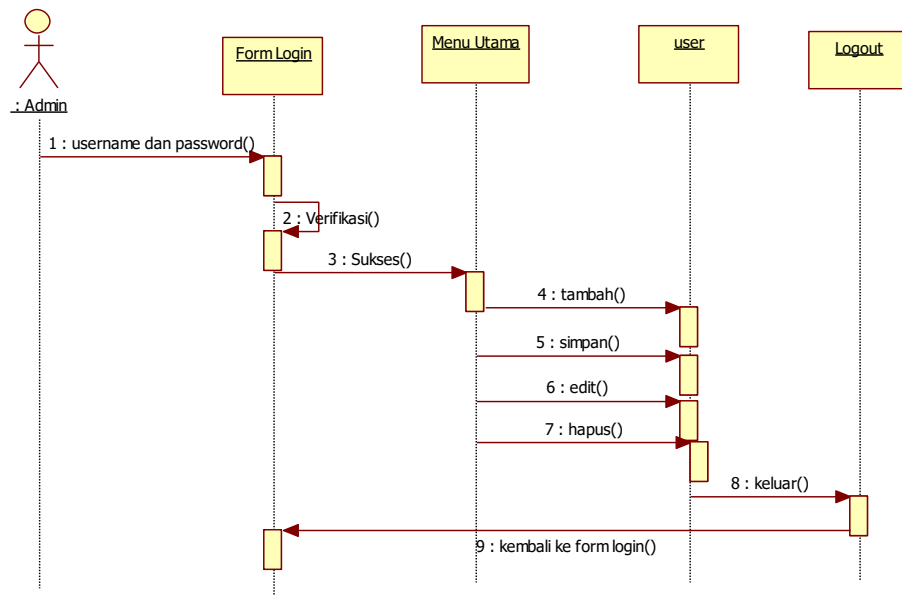 Form Login
Menu Utama
user
Logout
: Admin
1 : username dan password()
2 : Verifikasi()
3 : Sukses()
4 : tambah()
5 : simpan()
6 : edit()
7 : hapus()
8 : keluar()
9 : kembali ke form login()